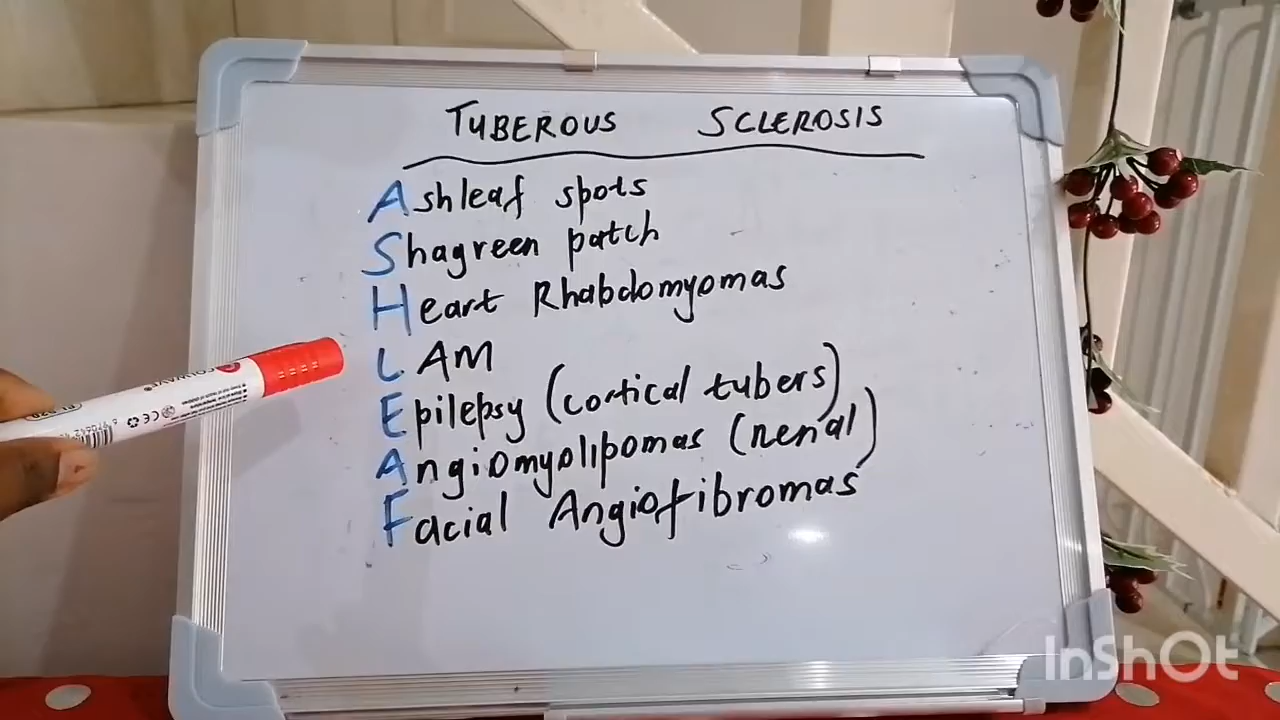 TUBEROUS SCLEROSIS
Ashleaf spots
Shagreen patch
Heart Rhabdomyomas
LAM
Epilepsy (cortical tubers)
Angiomyolipomas (renal)
Facial Angiofibromas
InShOt